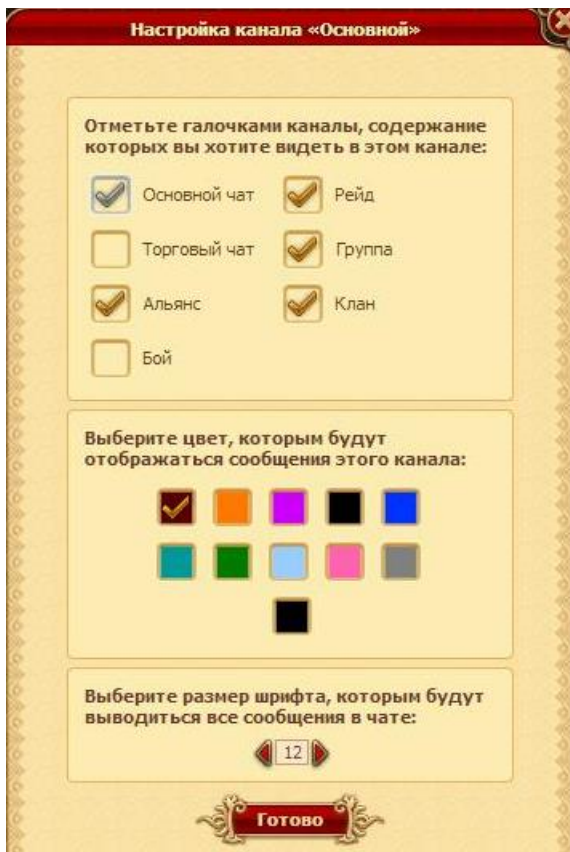 Настройка канала «Основной»
Отметьте галочками каналы, содержание
которых вы хотите видеть в этом канале:
Основной чат Рейд
Торговый чат Группа
Альянс Клан
Бой
Выберите цвет, которым будут
отображаться сообщения этого канала:
Выберите размер шрифта, которым будут
выводиться все сообщения в чате:
12
Готово